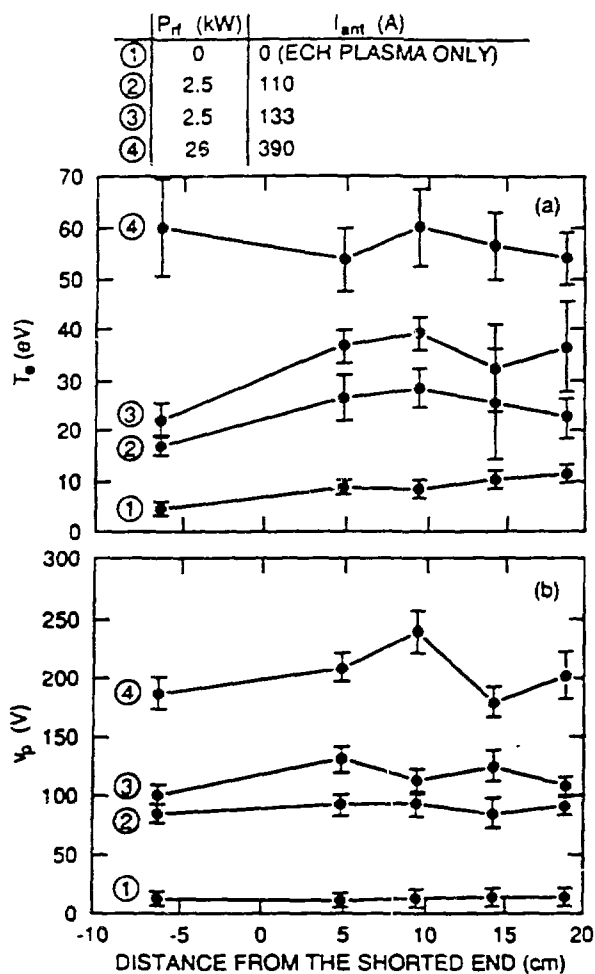 P_rf (kW) I_ant (A)
① 0 0 (ECH PLASMA ONLY)
② 2.5 110
③ 2.5 133
④ 26 390
70
60
50
40
30
20
10
0
T_e (eV)
(a)
④
③
②
①
300
250
200
150
100
50
0
V_p (V)
(b)
④
③
②
①
-10 -5 0 5 10 15 20
DISTANCE FROM THE SHORTED END (cm)